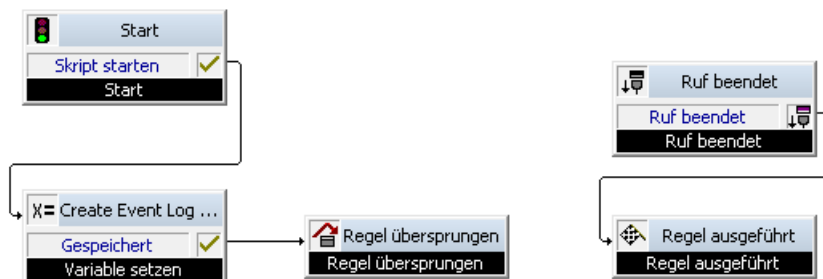 Start
Skript starten
Start
Ruf beendet
Ruf beendet
Ruf beendet
X= Create Event Log ...
Gespeichert
Variable setzen
Regel übersprungen
Regel übersprungen
Regel ausgeführt
Regel ausgeführt